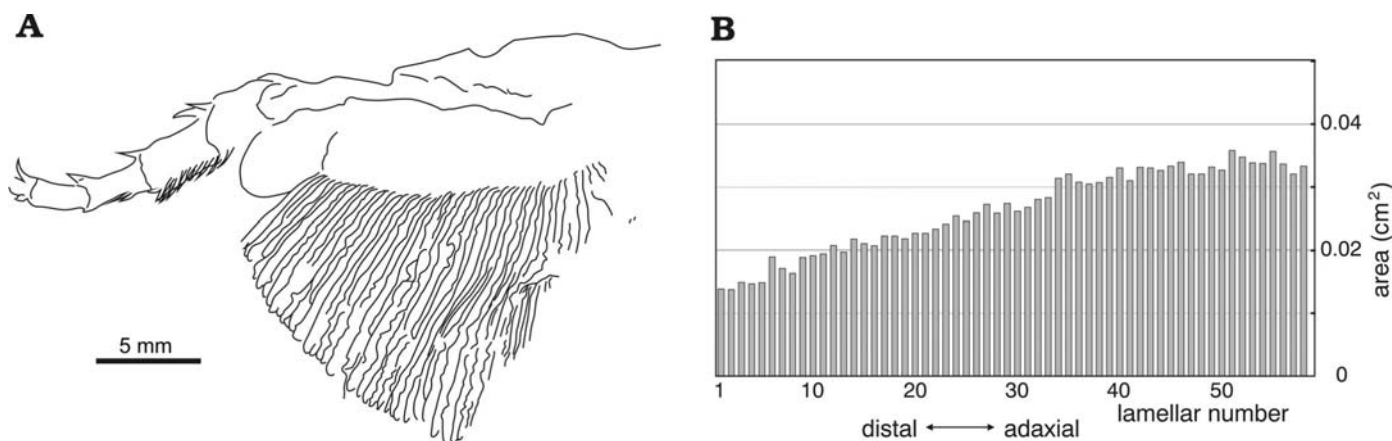 A
5 mm
B
0.04
0.02
0
area (cm²)
1 10 20 30 40 50
lamellar number
distal ⟷ adaxial